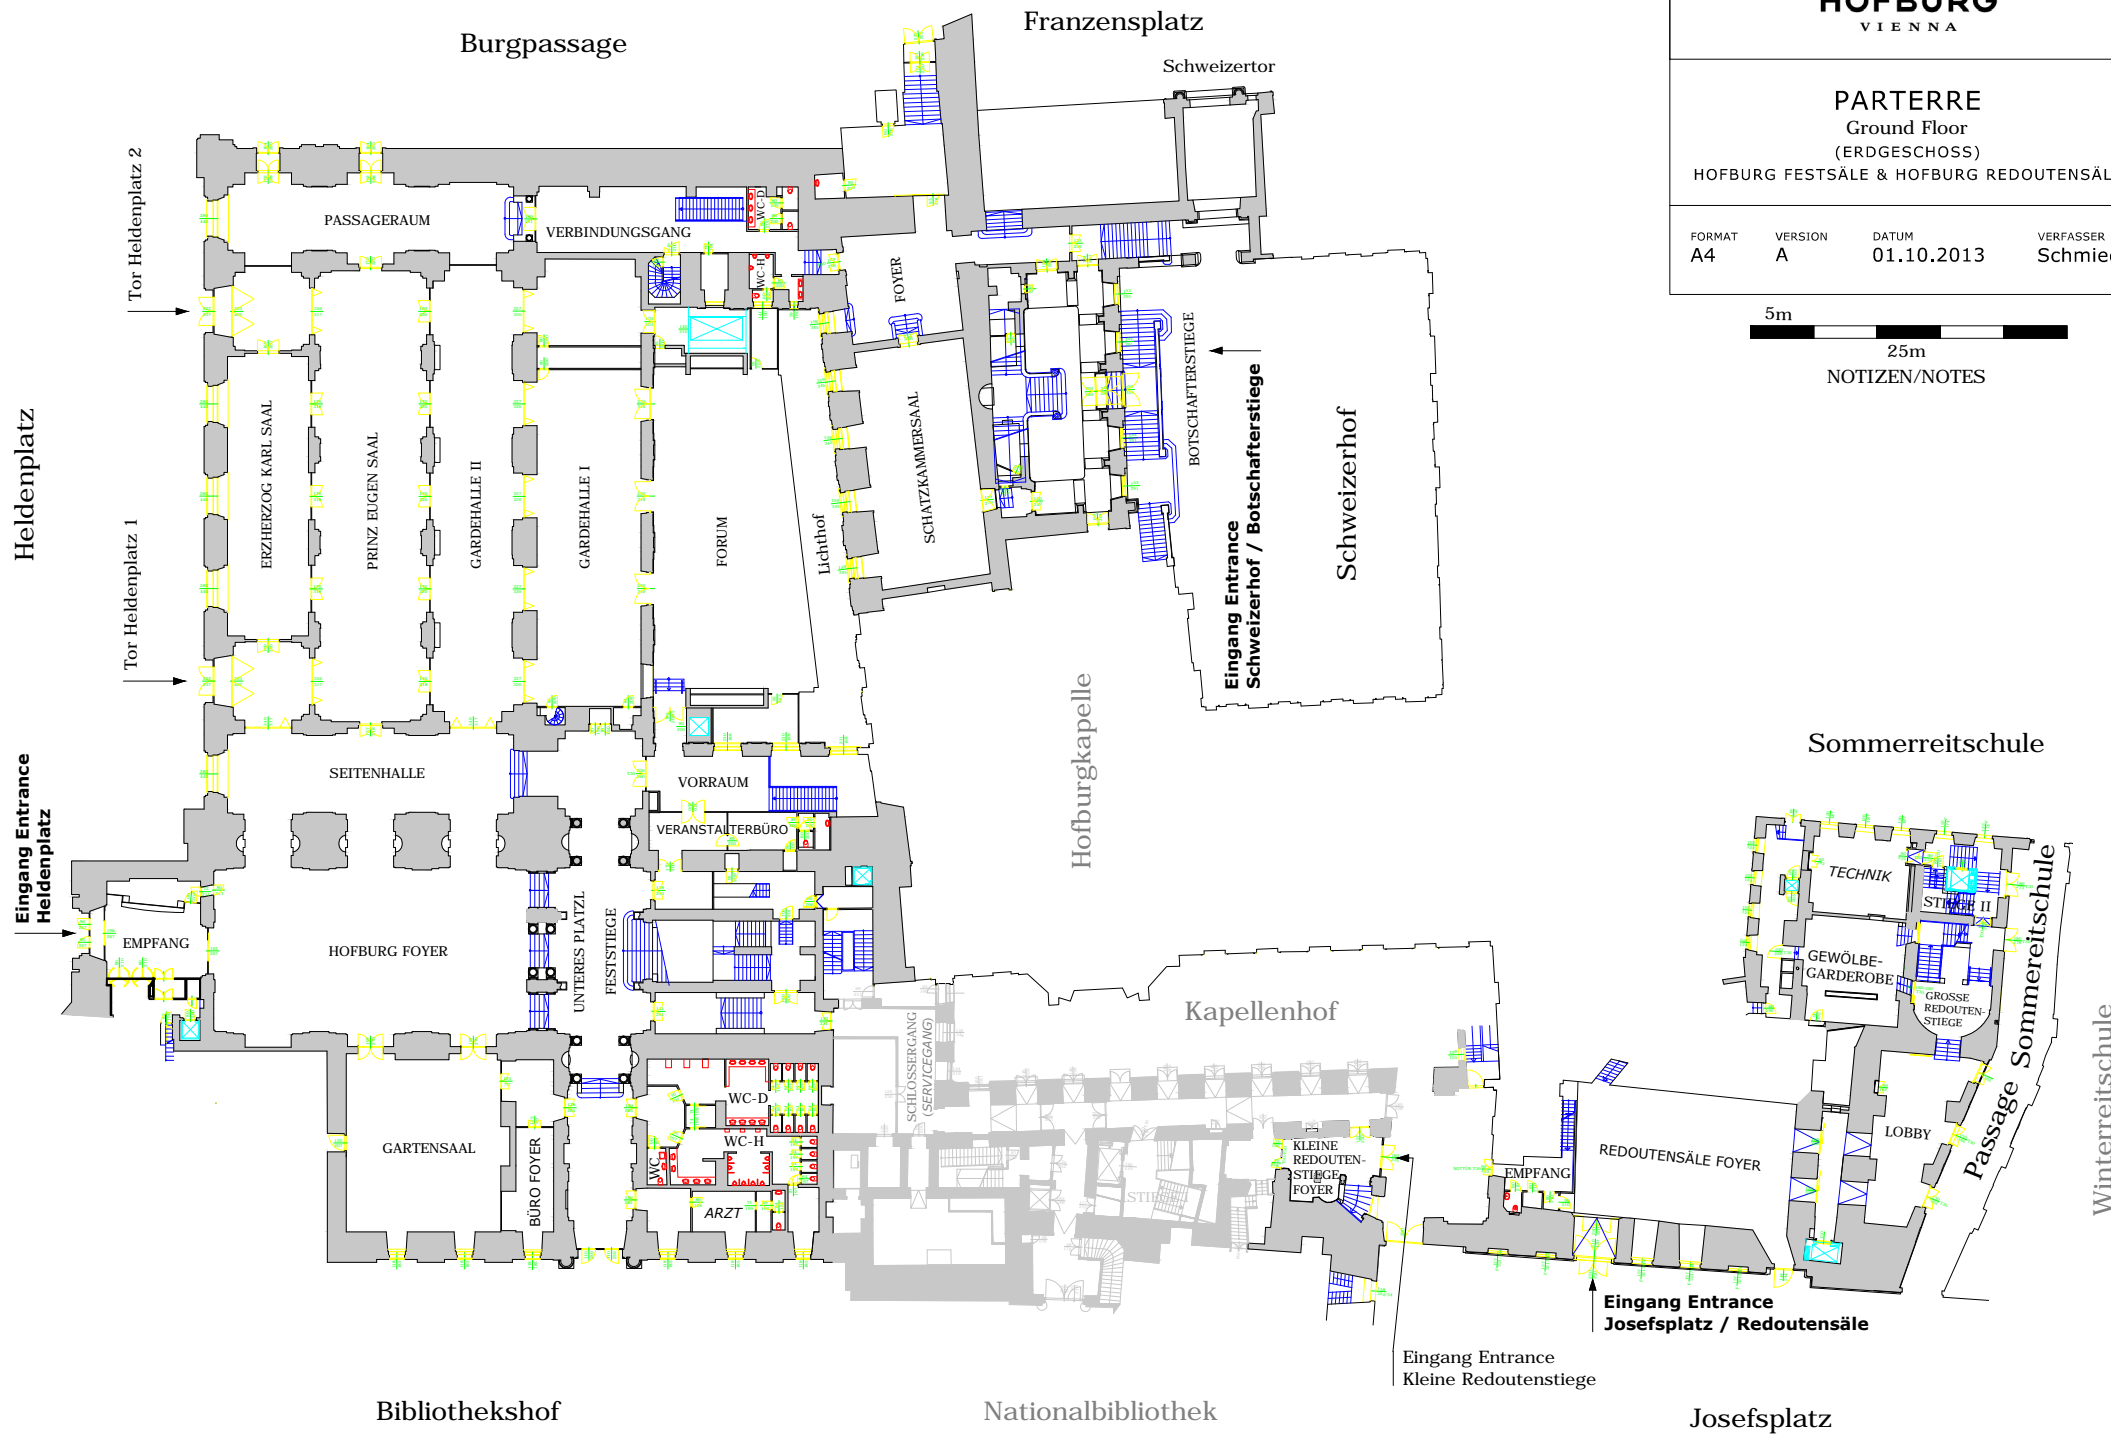 Burgpassage
Franzensplatz
Schweizertor
HOFBURG
VIENNA
PARTERRE
Ground Floor
(ERDGESCHOSS)
HOFBURG FESTSÄLE & HOFBURG REDOUTENSÄL
FORMAT
A4
VERSION
A
DATUM
01.10.2013
VERFASSER
Schmied
5m
25m
NOTIZEN/NOTES
Tor Heldenplatz 2
Tor Heldenplatz 1
Heldenplatz
Eingang Entrance
Heldenplatz
PASSAGERAUM
VERBINDUNGSGANG
WC-D
WC-H
FOYER
ERZHERZOG KARL SAAL
PRINZ EUGEN SAAL
GARDEHALLE II
GARDEHALLE I
FORUM
Lichthof
SCHATZKAMMERSAAL
BOTSCHAFTERSTIEGE
Eingang Entrance
Schweizerhof / Botschafterstiege
Schweizerhof
Hofburgkapelle
SEITENHALLE
VORRAUM
VERANSTALTERBÜRO
EMPFANG
HOFBURG FOYER
UNTERES PLATZL
FESTSTIEGE
GARTENSAAL
BÜRO FOYER
WC-D
WC-H
WC
ARZT
SCHLOSSERGANG
(SERVICEGANG)
Kapellenhof
STIEGE
KLEINE
REDOUTEN-
STIEGE
FOYER
EMPFANG
REDOUTENSÄLE FOYER
LOBBY
Sommerreitschule
TECHNIK
STIEGE II
GEWÖLBE-
GARDEROBE
GROSSE
REDOUTEN-
STIEGE
Passage Sommereitschule
Winterreitschule
Eingang Entrance
Josefsplatz / Redoutensäle
Eingang Entrance
Kleine Redoutenstiege
Bibliothekshof
Nationalbibliothek
Josefsplatz